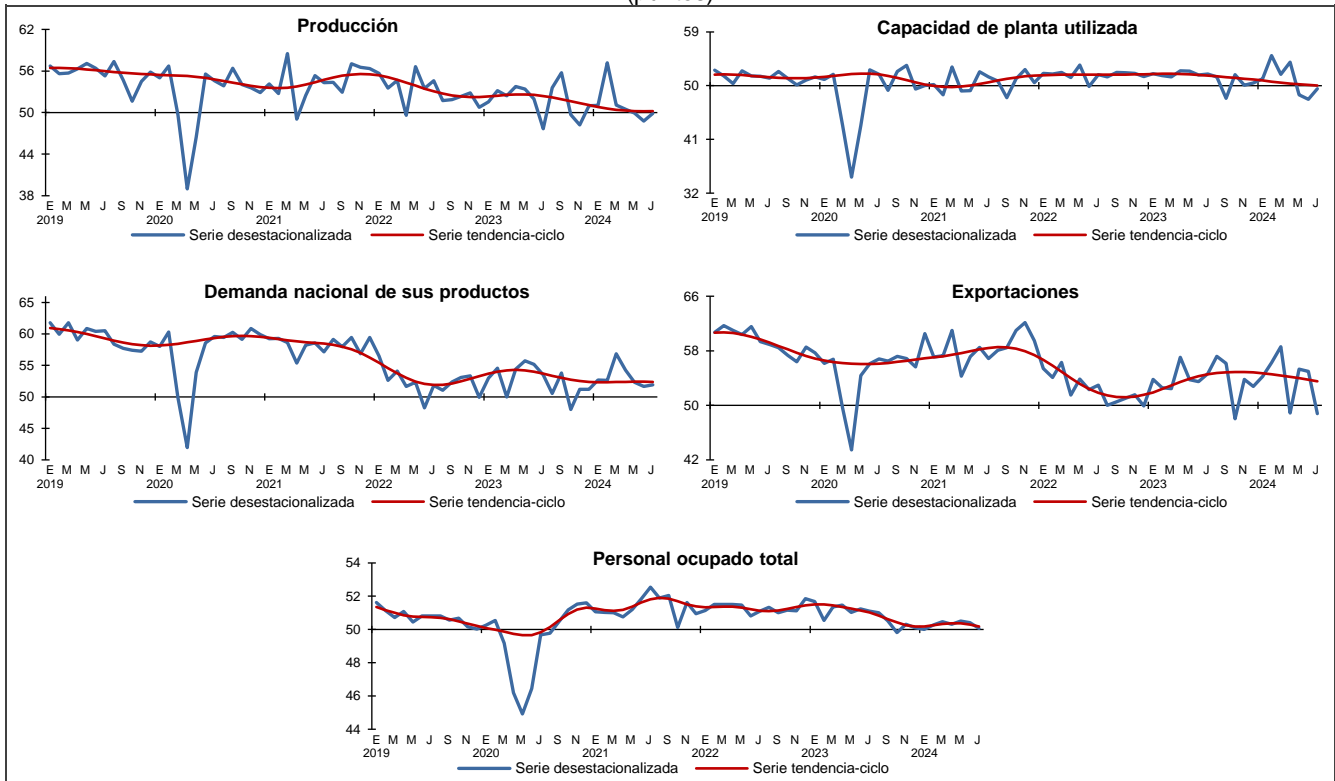 (puntos)
Producción
62
56
50
44
38
E M M J S N E M M J S N E M M J S N E M M J S N E M M J S N E M M J
2019 2020 2021 2022 2023 2024
Serie desestacionalizada Serie tendencia-ciclo
Capacidad de planta utilizada
59
50
41
32
E M M J S N E M M J S N E M M J S N E M M J S N E M M J S N E M M J
2019 2020 2021 2022 2023 2024
Serie desestacionalizada Serie tendencia-ciclo
Demanda nacional de sus productos
65
60
55
50
45
40
E M M J S N E M M J S N E M M J S N E M M J S N E M M J S N E M M J
2019 2020 2021 2022 2023 2024
Serie desestacionalizada Serie tendencia-ciclo
Exportaciones
66
58
50
42
E M M J S N E M M J S N E M M J S N E M M J S N E M M J S N E M M J
2019 2020 2021 2022 2023 2024
Serie desestacionalizada Serie tendencia-ciclo
Personal ocupado total
54
52
50
48
46
44
E M M J S N E M M J S N E M M J S N E M M J S N E M M J S N E M M J
2019 2020 2021 2022 2023 2024
Serie desestacionalizada Serie tendencia-ciclo